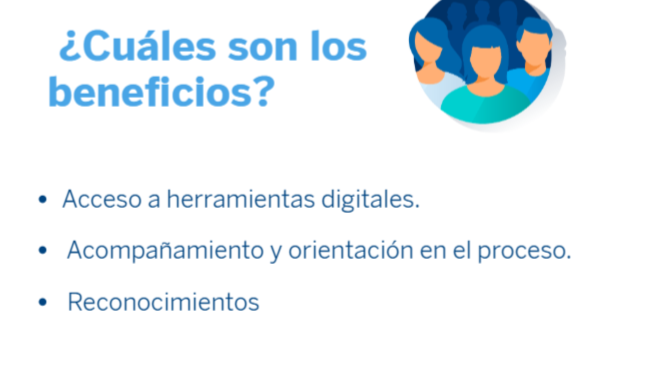 ¿Cuáles son los
beneficios?
• Acceso a herramientas digitales.
• Acompañamiento y orientación en el proceso.
• Reconocimientos